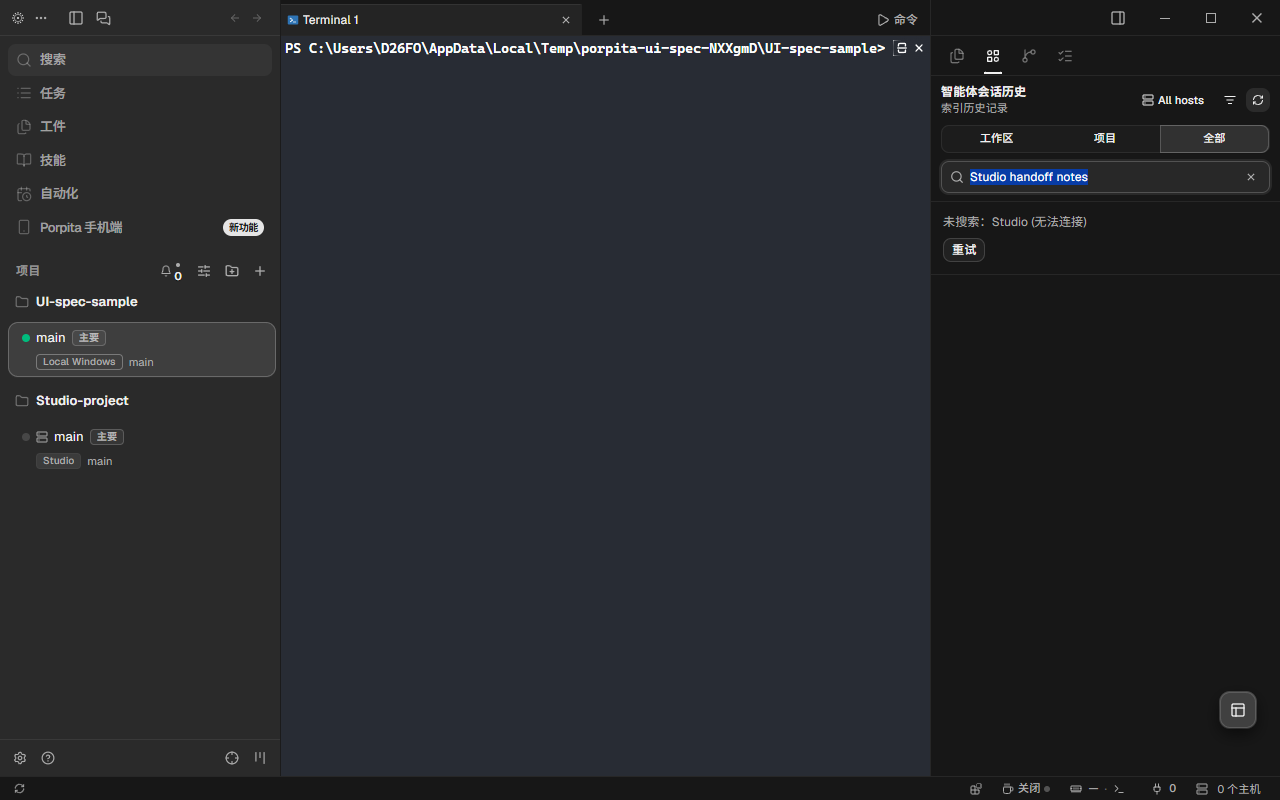 Terminal 1
命令
搜索
任务
工件
技能
自动化
Porpita 手机端
新功能
项目
0
UI-spec-sample
main 主要
Local Windows main
Studio-project
main 主要
Studio main
PS C:\Users\D26FO\AppData\Local\Temp\porpita-ui-spec-NXXgmD\UI-spec-sample>
智能体会话历史
索引历史记录
All hosts
工作区 项目 全部
Studio handoff notes
未搜索：Studio (无法连接)
重试
关闭
0
0 个主机